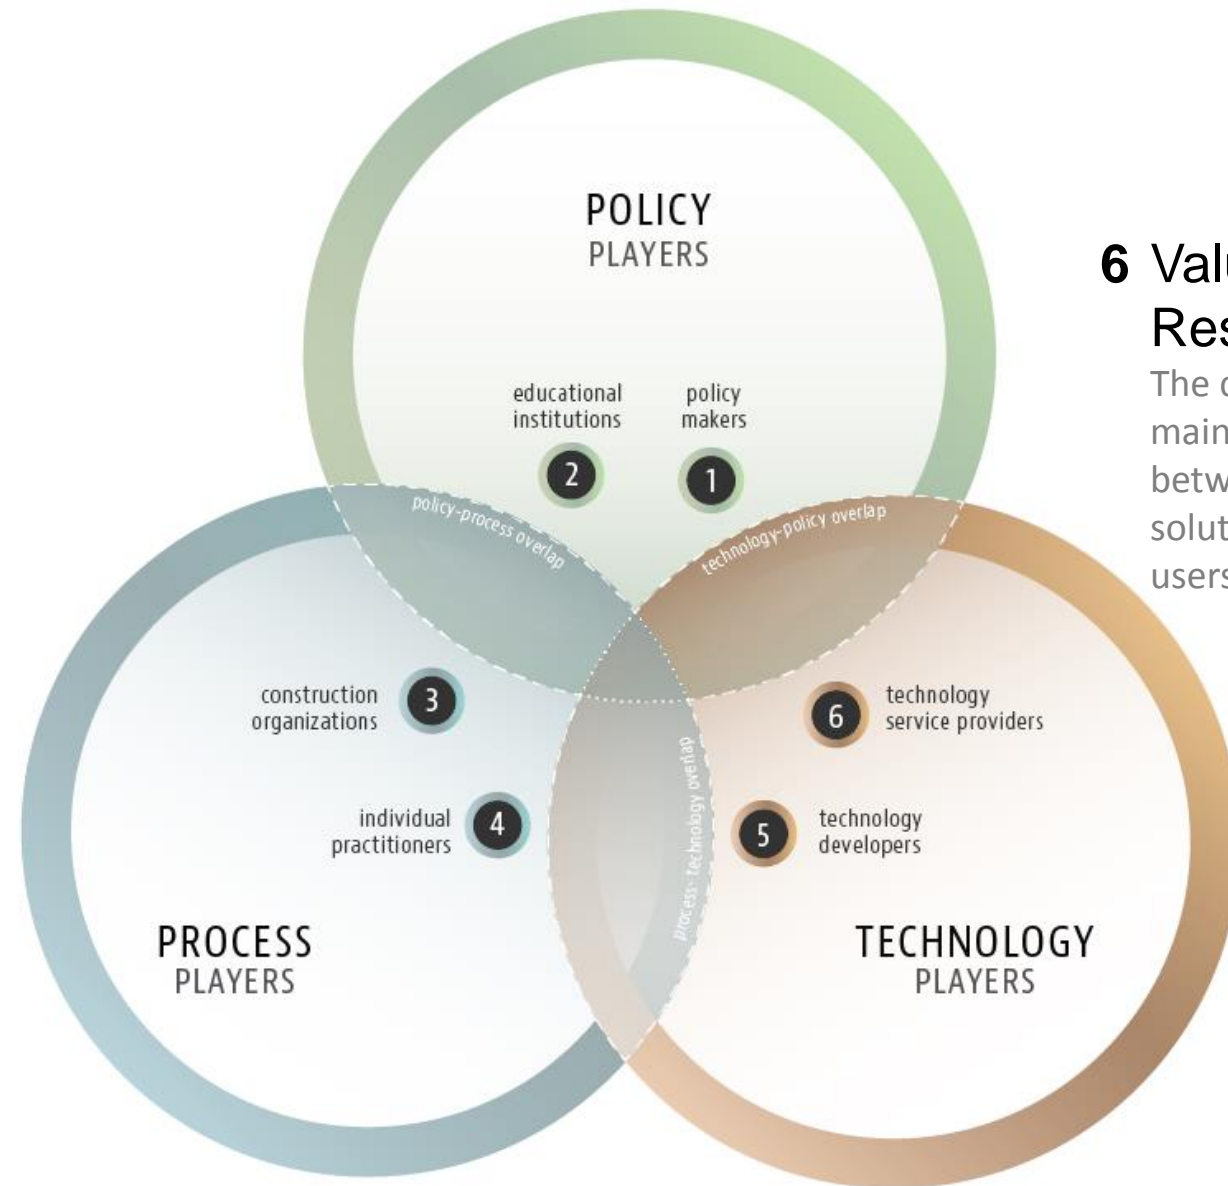 POLICY
PLAYERS
educational
institutions
policy
makers
2
1
policy-process overlap
technology-policy overlap
3
construction
organizations
4
individual
practitioners
6
technology
service providers
5
technology
developers
process- technology overlap
PROCESS
PLAYERS
TECHNOLOGY
PLAYERS
6
The